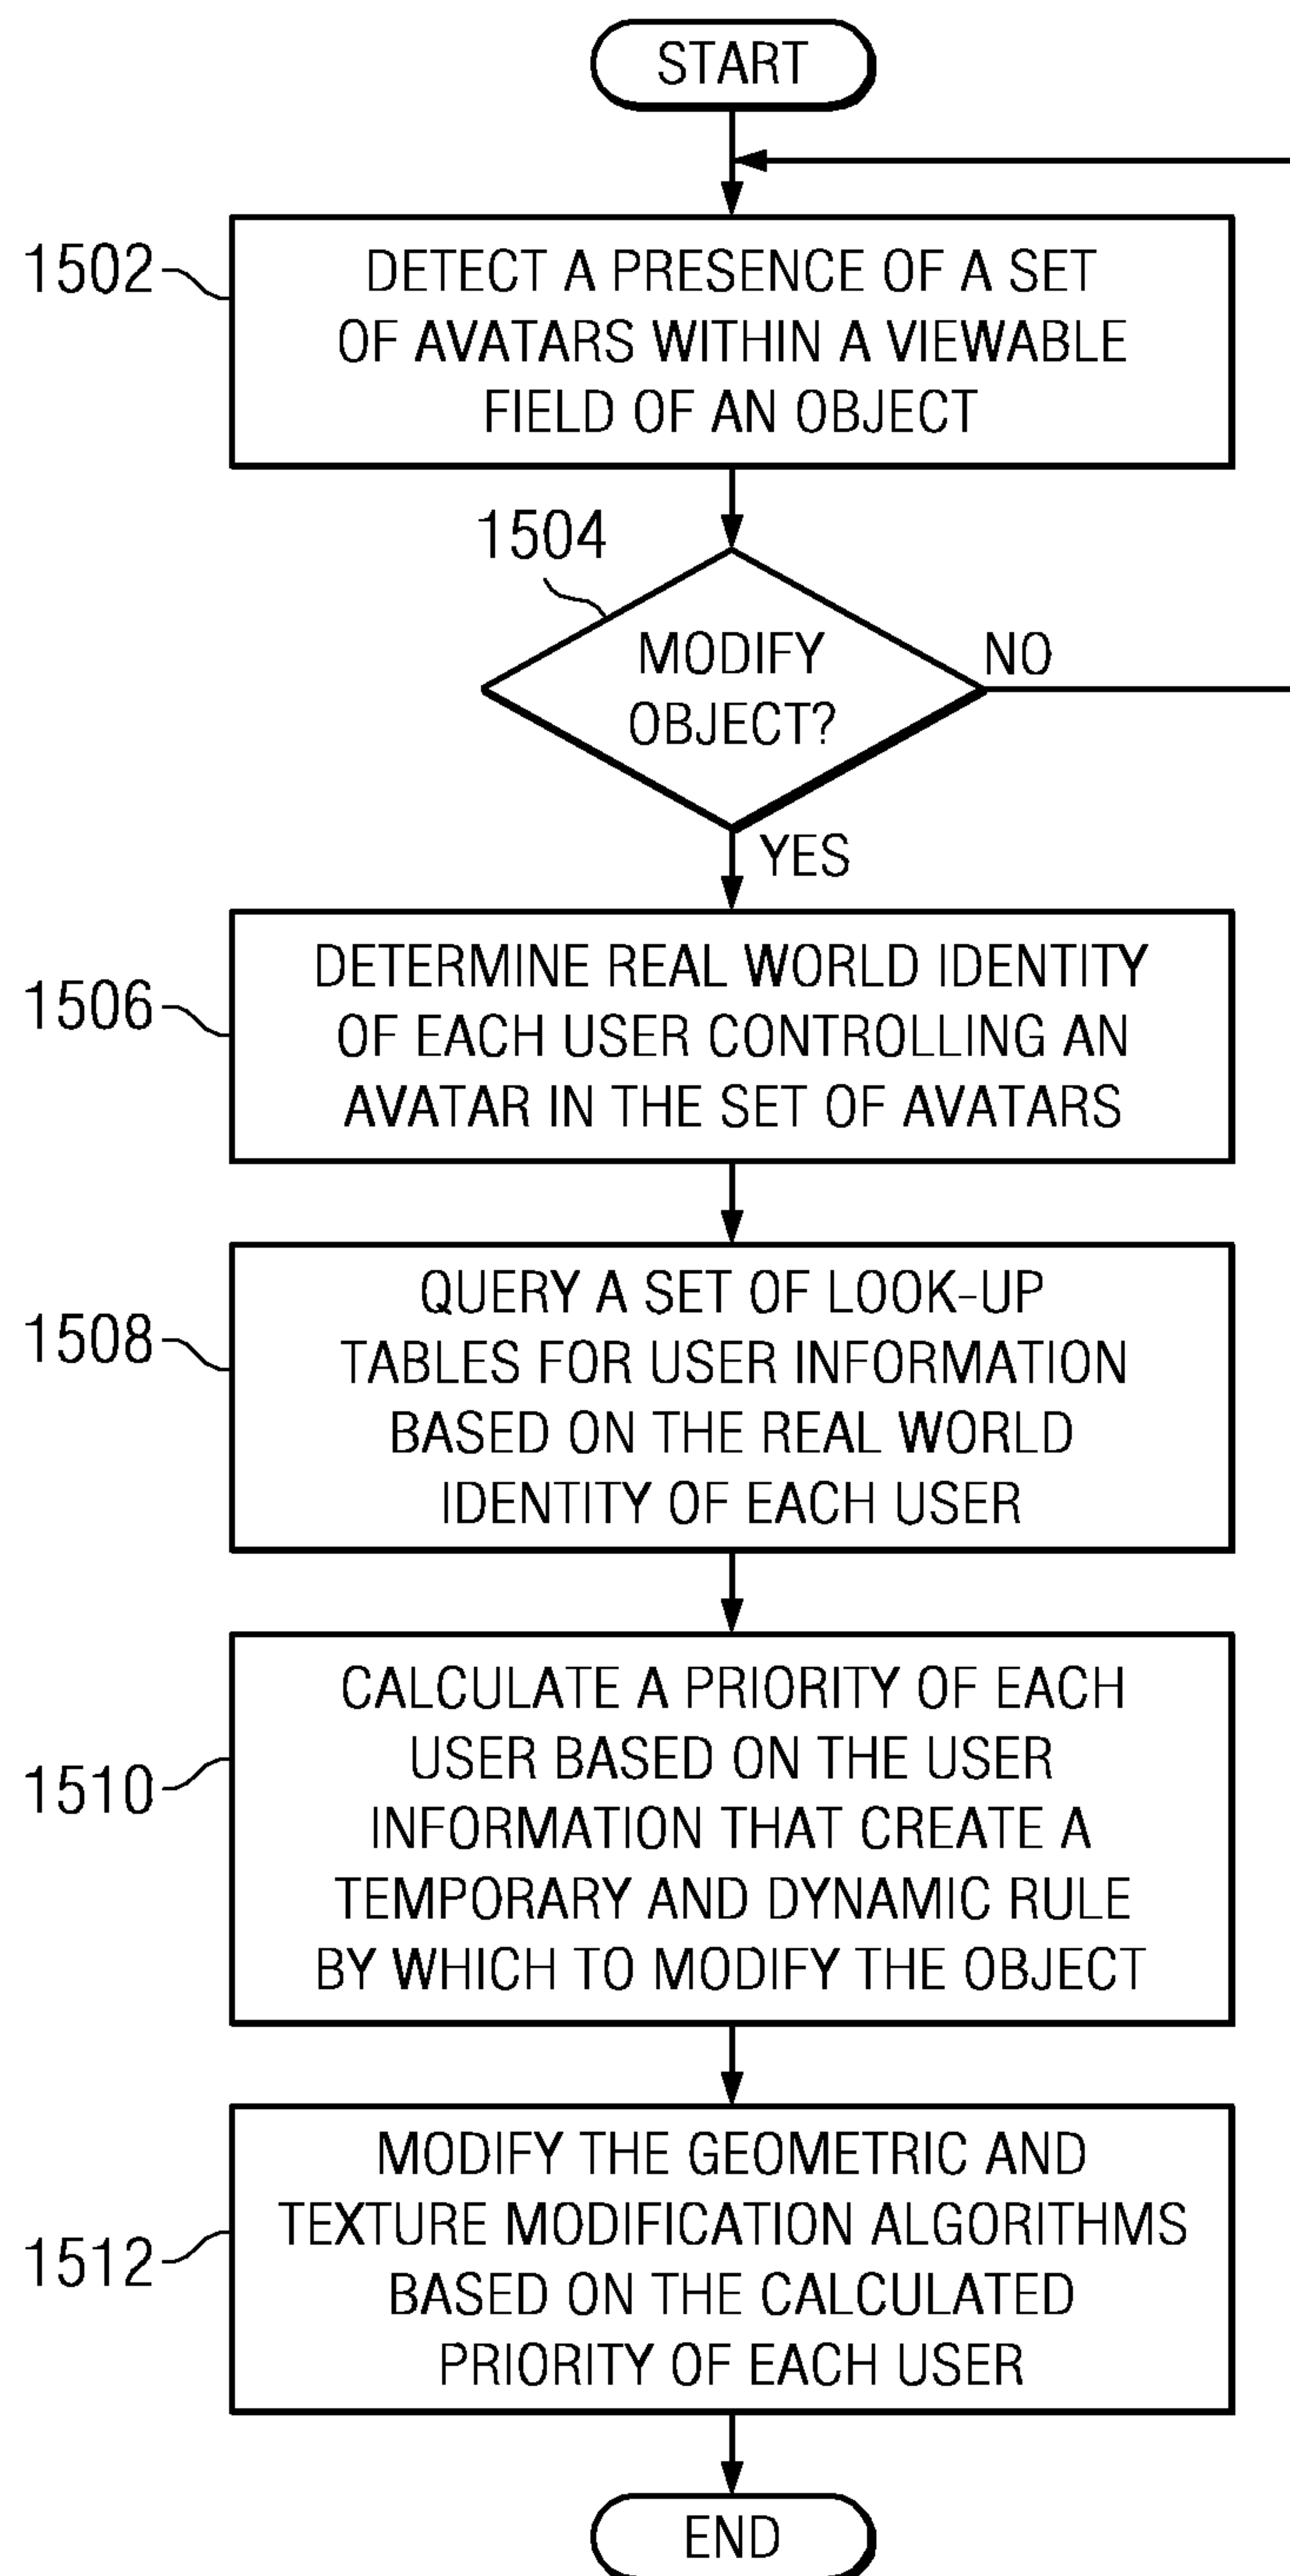 START
1502
DETECT A PRESENCE OF A SET
OF AVATARS WITHIN A VIEWABLE
FIELD OF AN OBJECT
1504
MODIFY
OBJECT?
NO
YES
1506
DETERMINE REAL WORLD IDENTITY
OF EACH USER CONTROLLING AN
AVATAR IN THE SET OF AVATARS
1508
QUERY A SET OF LOOK-UP
TABLES FOR USER INFORMATION
BASED ON THE REAL WORLD
IDENTITY OF EACH USER
1510
CALCULATE A PRIORITY OF EACH
USER BASED ON THE USER
INFORMATION THAT CREATE A
TEMPORARY AND DYNAMIC RULE
BY WHICH TO MODIFY THE OBJECT
1512
MODIFY THE GEOMETRIC AND
TEXTURE MODIFICATION ALGORITHMS
BASED ON THE CALCULATED
PRIORITY OF EACH USER
END